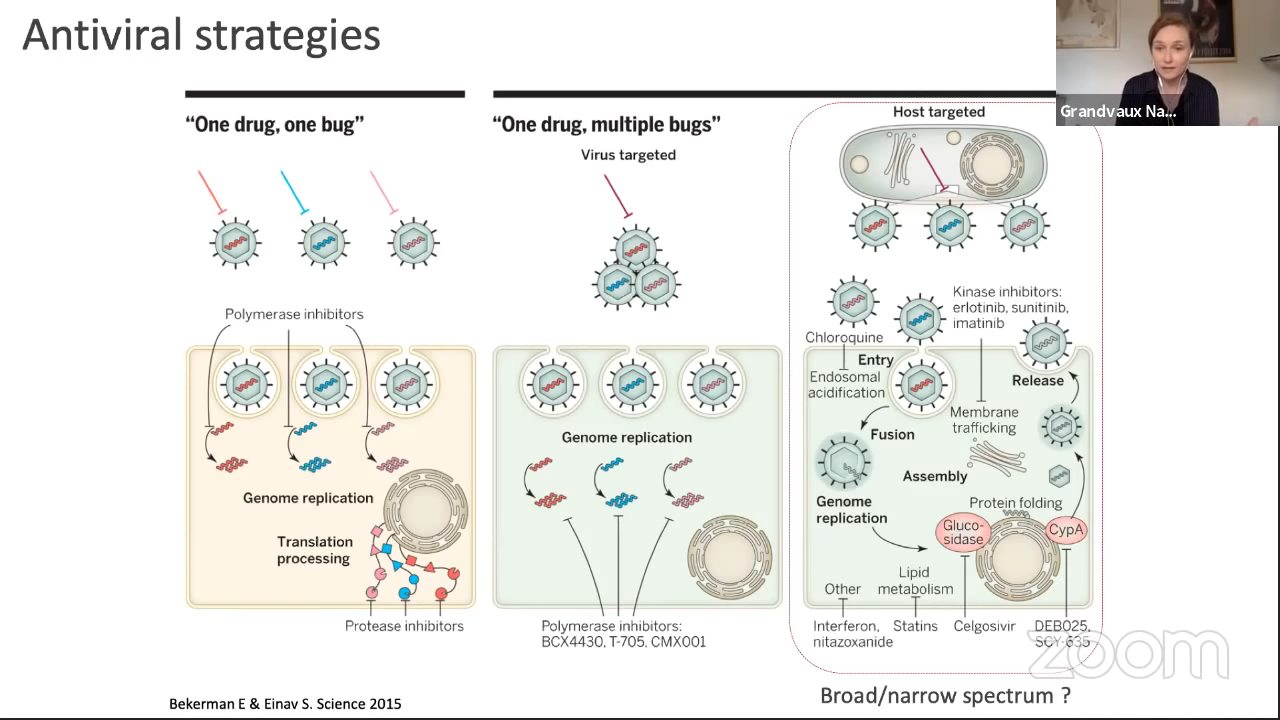 Antiviral strategies
Grandvaux Na...
“One drug, one bug”
Polymerase inhibitors
Genome replication
Translation
processing
Protease inhibitors
“One drug, multiple bugs”
Virus targeted
Genome replication
Polymerase inhibitors:
BCX4430, T-705, CMX001
Host targeted
Chloroquine
Endosomal
acidification
Entry
Kinase inhibitors:
erlotinib, sunitinib,
imatinib
Release
Membrane
trafficking
Fusion
Assembly
Genome
replication
Protein folding
Gluco-
sidase
CypA
Other
Lipid
metabolism
Interferon,
nitazoxanide
Statins
Celgosivir
DEB025,
SCY-635
zoom
Broad/narrow spectrum ?
Bekerman E & Einav S. Science 2015